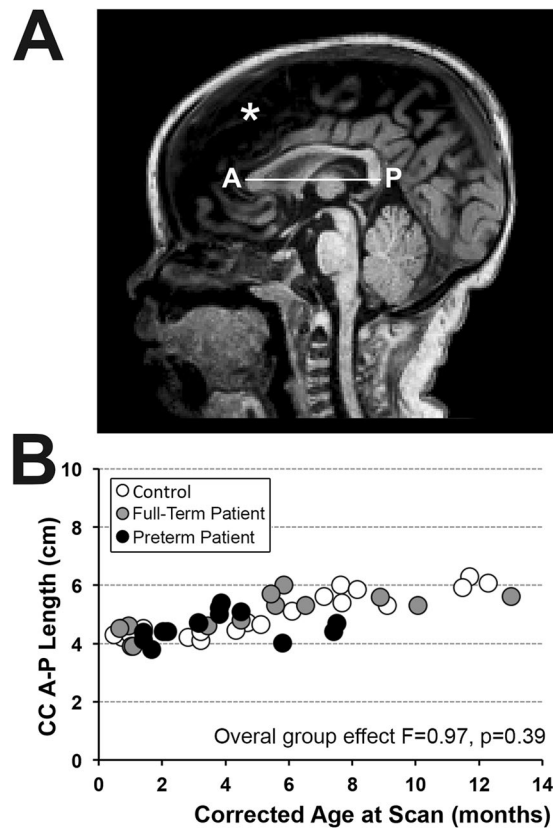 A
*
A P
B
CC A-P Length (cm)
10
8
6
4
2
0
Control
Full-Term Patient
Preterm Patient
Overal group effect F=0.97, p=0.39
0 2 4 6 8 10 12 14
Corrected Age at Scan (months)